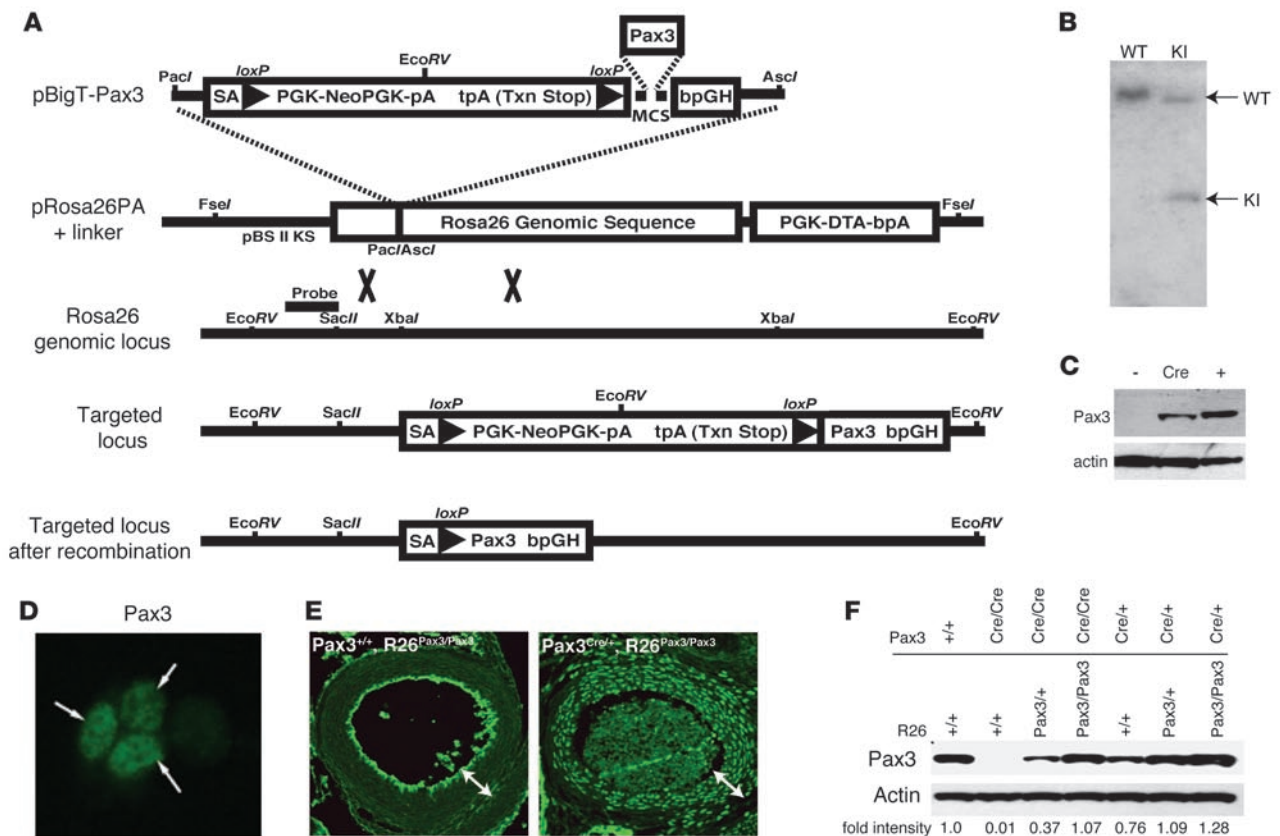 A
Pax3
EcoRV
PacI loxP loxP AscI
pBigT-Pax3 SA PGK-NeoPGK-pA tpA (Txn Stop) bpGH
MCS
pRosa26PA
+ linker
FseI FseI
Rosa26 Genomic Sequence PGK-DTA-bpA
pBS II KS
PacI/AscI
Probe
Rosa26
genomic locus
EcoRV SacII XbaI XbaI EcoRV
Targeted
locus
EcoRV SacII loxP EcoRV loxP EcoRV
SA PGK-NeoPGK-pA tpA (Txn Stop) Pax3 bpGH
Targeted locus
after recombination
EcoRV SacII loxP EcoRV
SA Pax3 bpGH
B
WT KI
WT
KI
C
- Cre +
Pax3
actin
D
Pax3
E
Pax3+/+, R26Pax3/Pax3
Pax3Cre/+, R26Pax3/Pax3
F
Pax3 +/+ Cre/Cre Cre/Cre Cre/Cre Cre/+ Cre/+ Cre/+
R26 +/+ +/+ Pax3/+ Pax3/Pax3 +/+ Pax3/+ Pax3/Pax3
Pax3
Actin
fold intensity 1.0 0.01 0.37 1.07 0.76 1.09 1.28